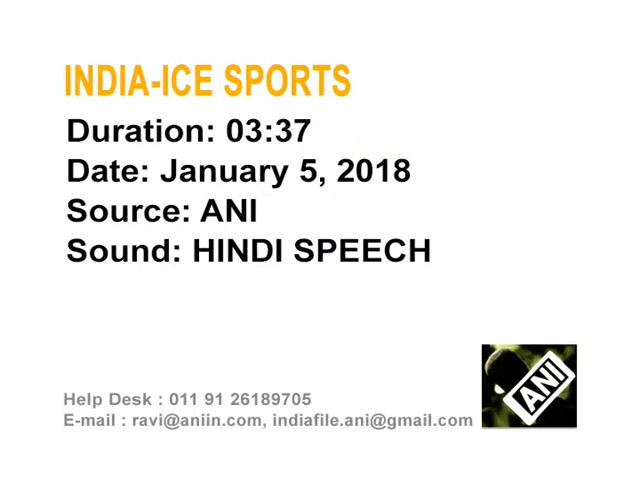 INDIA-ICE SPORTS
Duration: 03:37
Date: January 5, 2018
Source: ANI
Sound: HINDI SPEECH
Help Desk : 011 91 26189705
E-mail : ravi@aniin.com, indiafile.ani@gmail.com
ANI